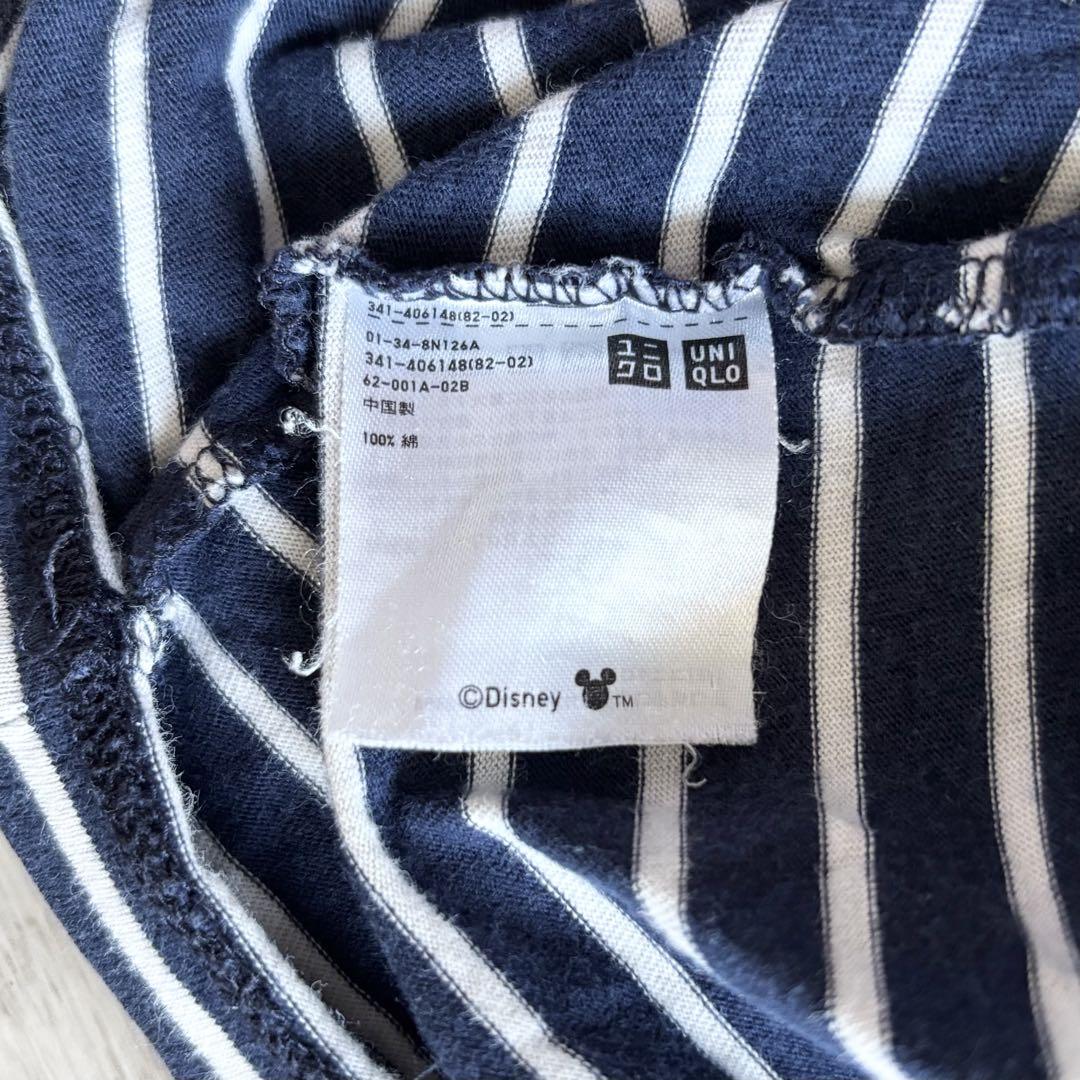 341-406148(82-02)
01-34-8N126A
341-406148(82-02)
62-001A-02B
中国製
100% 綿
ユニ
クロ
UNI
QLO
©Disney TM